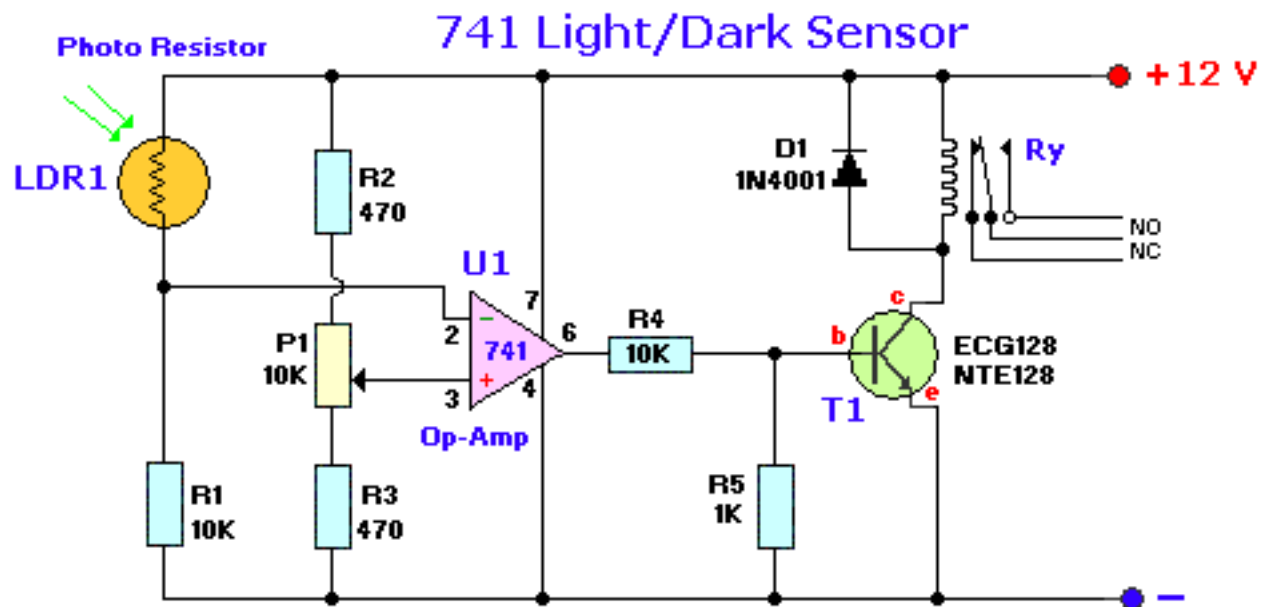 741 Light/Dark Sensor
Photo Resistor
+12 V
LDR1
R2
470
D1
1N4001
Ry
NO
NC
U1
7
2
6
741
3
4
Op-Amp
P1
10K
R4
10K
b
c
e
ECG128
NTE128
T1
R1
10K
R3
470
R5
1K
−
+
–